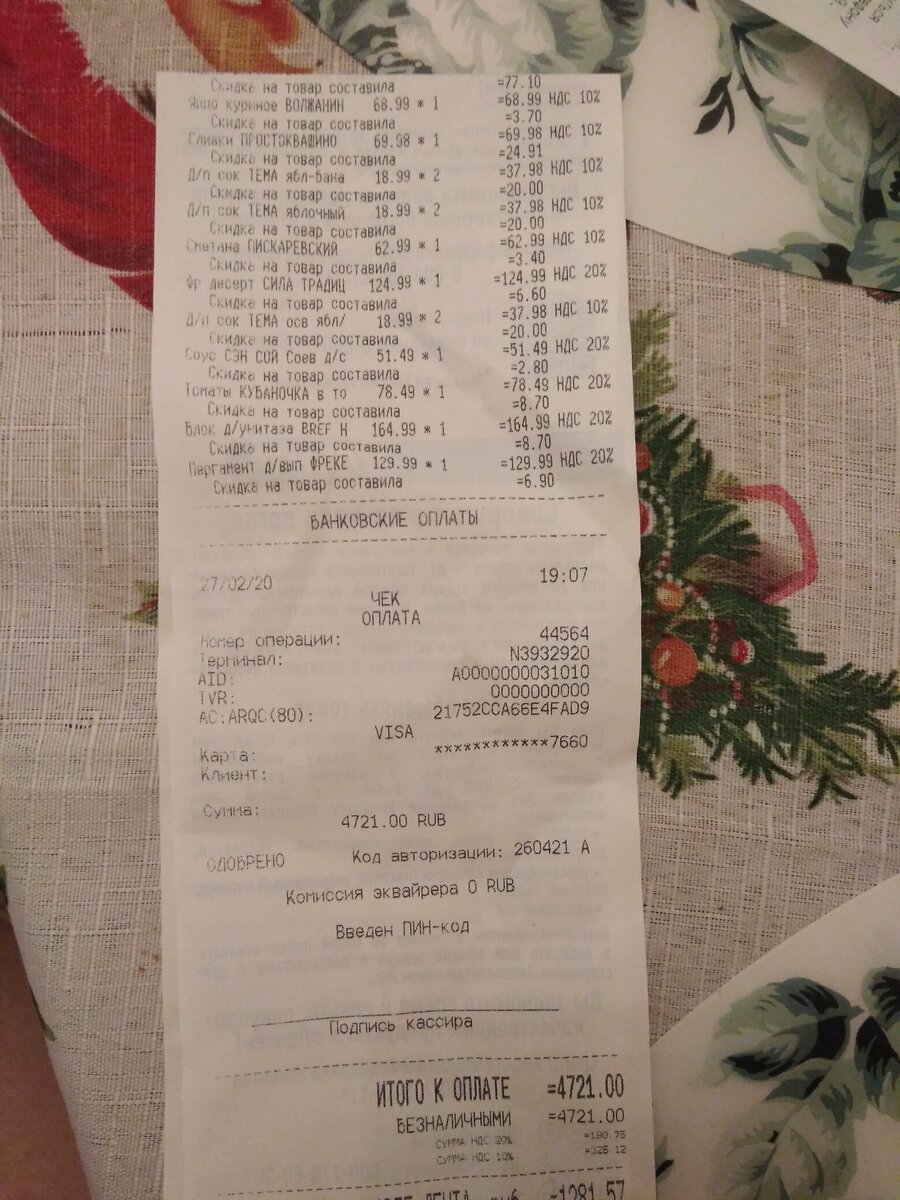 Скидка на товар составила =77.10
Яйцо куриное ВОЛЖАНИН 68.99 * 1 =68.99 НДС 10%
Скидка на товар составила =3.70
Сливки ПРОСТОКВАШИНО 69.98 * 1 =69.98 НДС 10%
Скидка на товар составила =24.91
Д/п сок ТЕМА ябл-бана 18.99 * 2 =37.98 НДС 10%
Скидка на товар составила =20.00
Д/п сок ТЕМА яблочный 18.99 * 2 =37.98 НДС 10%
Скидка на товар составила =20.00
Сметана ПИСКАРЕВСКИЙ 62.99 * 1 =62.99 НДС 10%
Скидка на товар составила =3.40
Фр десерт СИЛА ТРАДИЦ 124.99 * 1 =124.99 НДС 20%
Скидка на товар составила =6.60
Д/п сок ТЕМА осв ябл/ 18.99 * 2 =37.98 НДС 10%
Скидка на товар составила =20.00
Соус СЭН СОЙ Соев д/с 51.49 * 1 =51.49 НДС 20%
Скидка на товар составила =2.80
Томаты КУБАНОЧКА в то 78.49 * 1 =78.49 НДС 20%
Скидка на товар составила =8.70
Блок д/унитаза BREF Н 164.99 * 1 =164.99 НДС 20%
Скидка на товар составила =8.70
Пергамент д/вып ФРЕКЕ 129.99 * 1 =129.99 НДС 20%
Скидка на товар составила =6.90
БАНКОВСКИЕ ОПЛАТЫ
27/02/20 19:07
ЧЕК
ОПЛАТА
Номер операции: 44564
Терминал: N3932920
AID: A0000000031010
TVR: 0000000000
AC:ARQC(80): 21752CCA66E4FAD9
VISA
Карта: ************7660
Клиент:
Сумма:
4721.00 RUB
ОДОБРЕНО Код авторизации: 260421 A
Комиссия эквайрера 0 RUB
Введен ПИН-код
Подпись кассира
ИТОГО К ОПЛАТЕ =4721.00
БЕЗНАЛИЧНЫМИ =4721.00
СУММА НДС 20% =180.75
СУММА НДС 10% =325.12
ЛЕНТА =1281.57